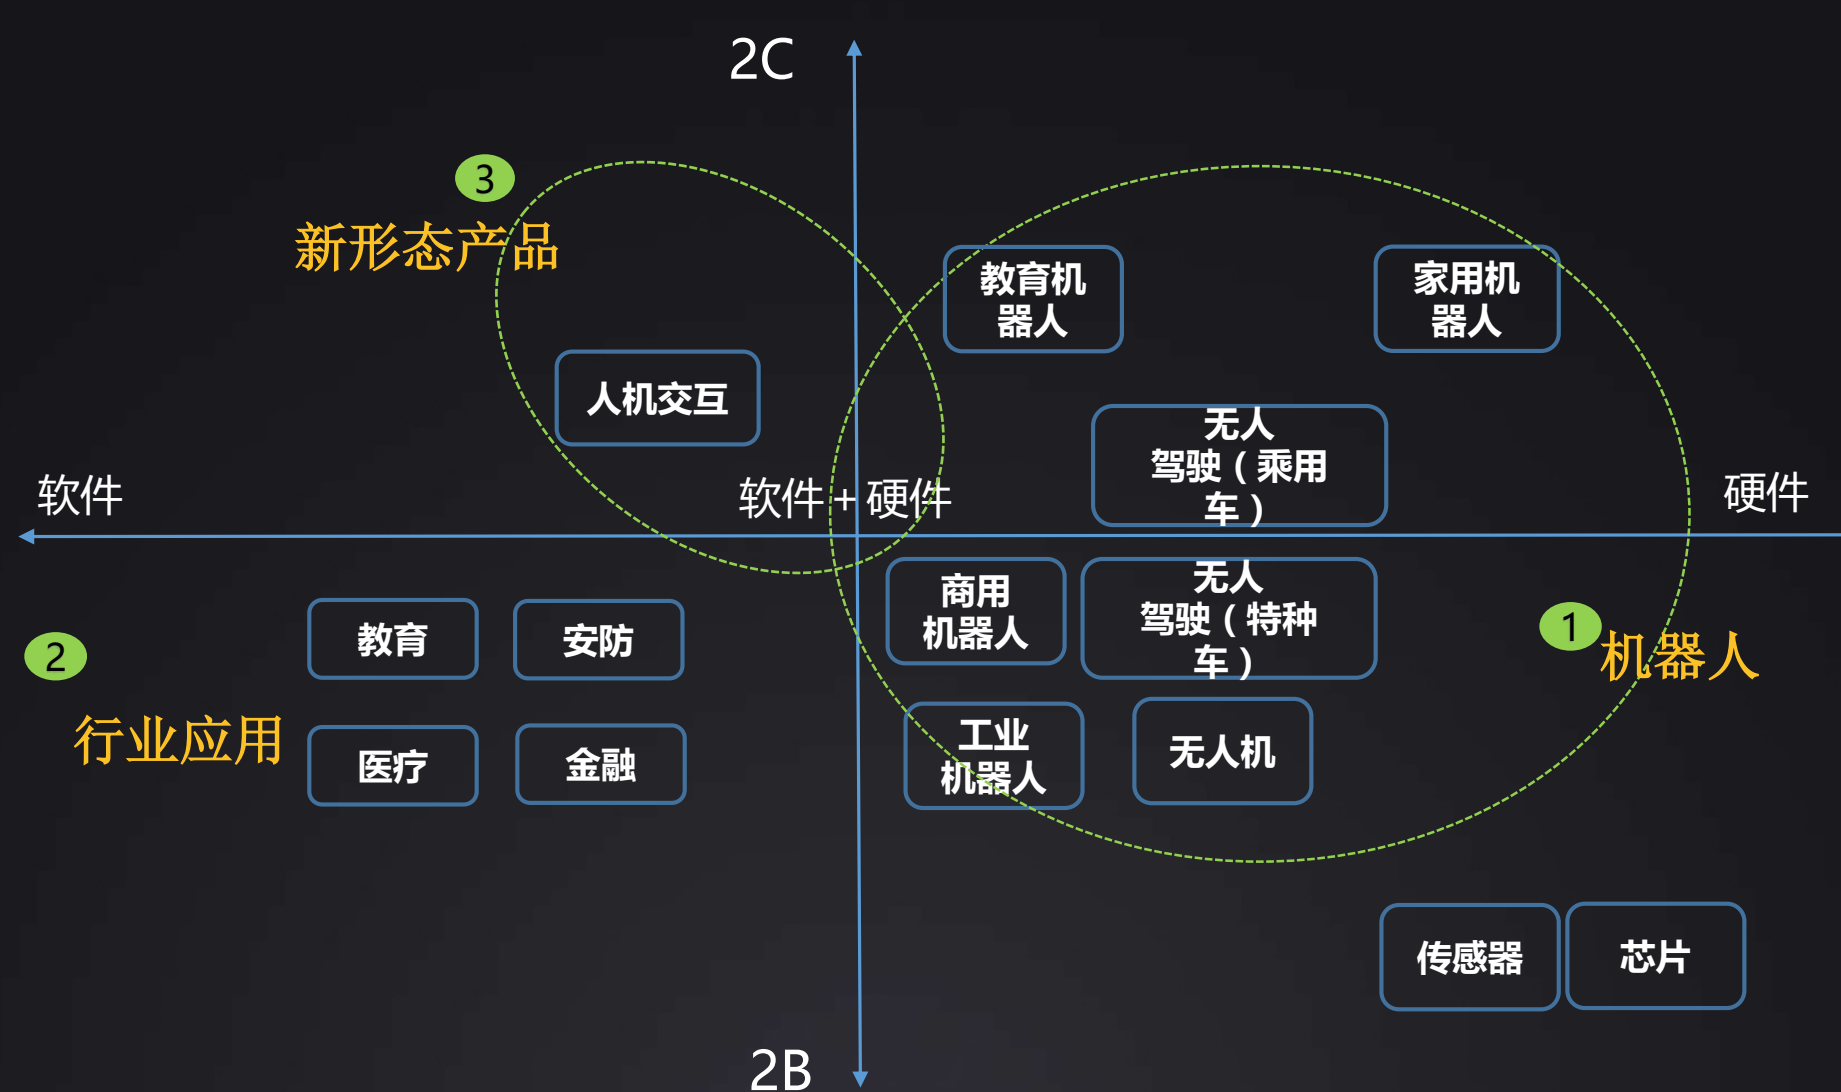 2C
3
新形态产品
教育机
器人
家用机
器人
人机交互
无人
驾驶（乘用
车）
软件
软件+硬件
硬件
商用
机器人
无人
驾驶（特种
车）
1
机器人
2
行业应用
教育
安防
医疗
金融
工业
机器人
无人机
传感器
芯片
2B